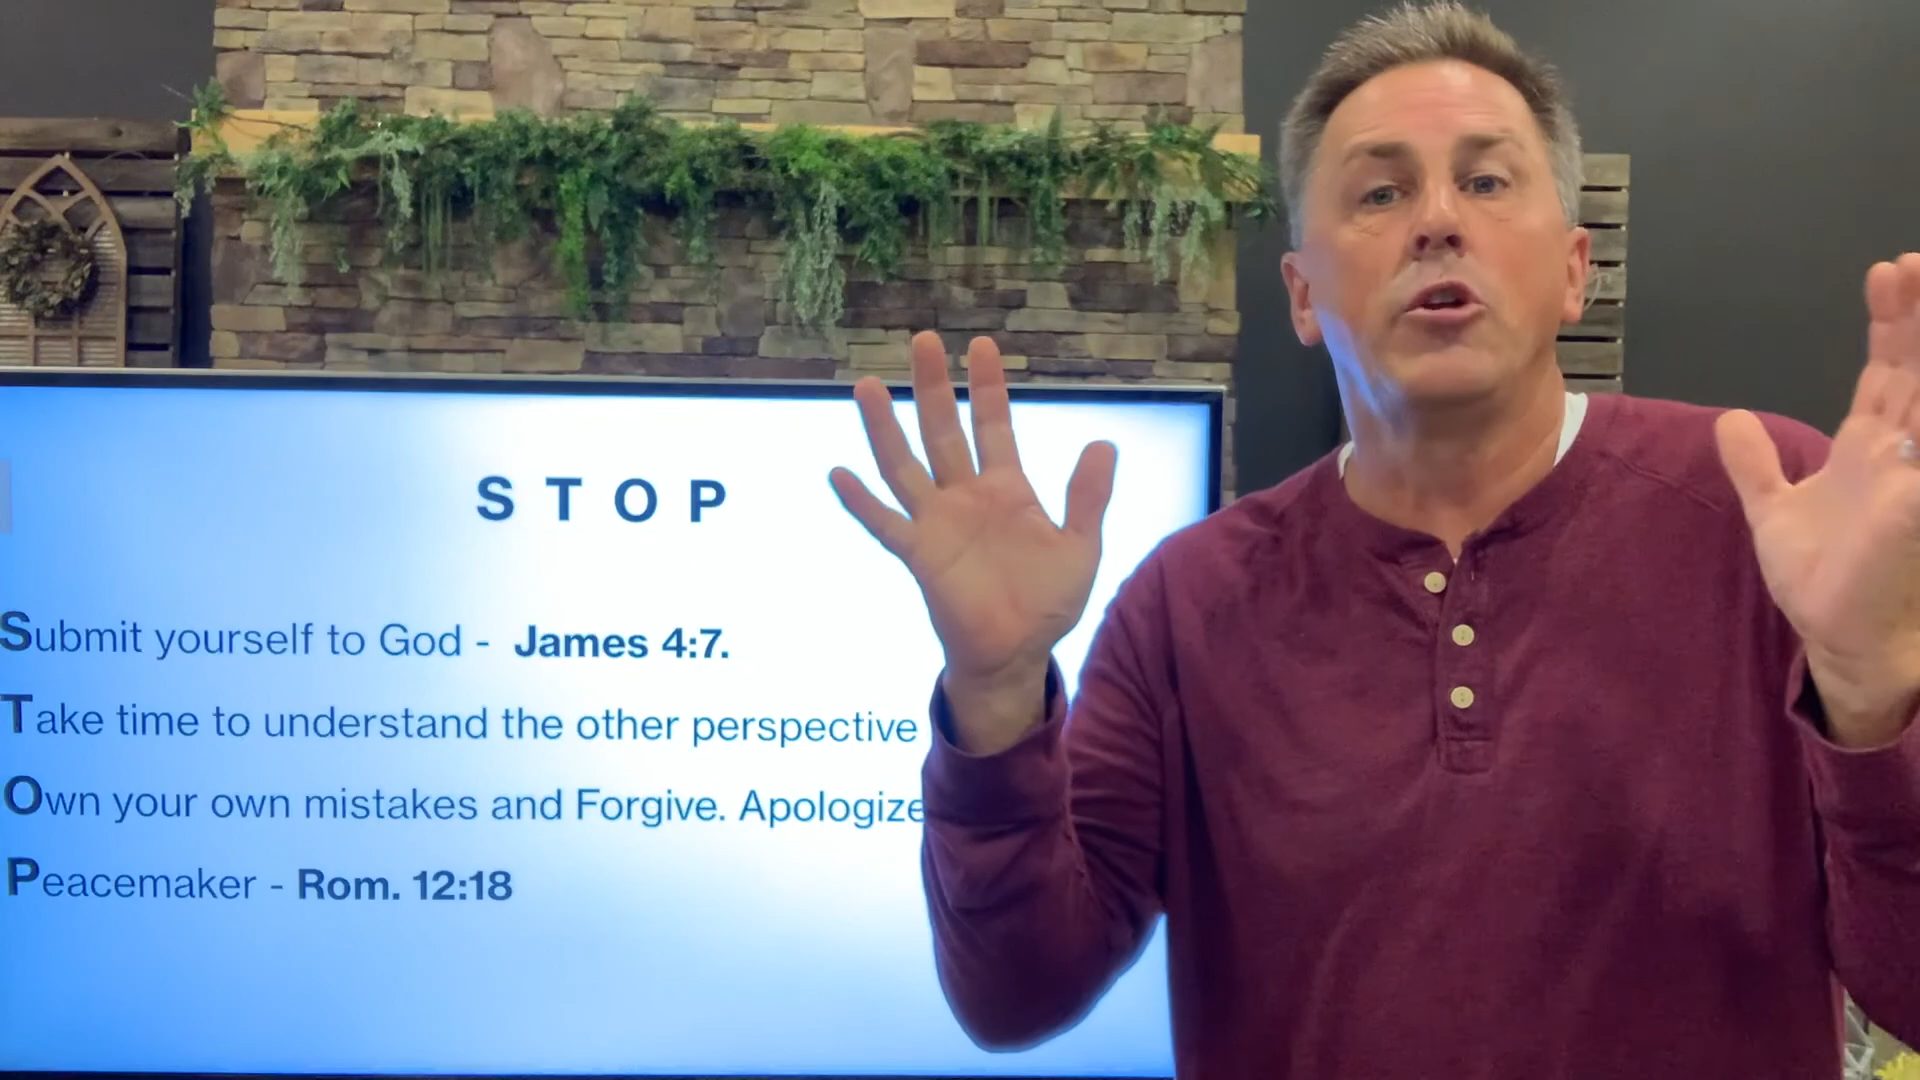 S T O P
Submit yourself to God - James 4:7.
Take time to understand the other perspective
Own your own mistakes and Forgive. Apologize
Peacemaker - Rom. 12:18